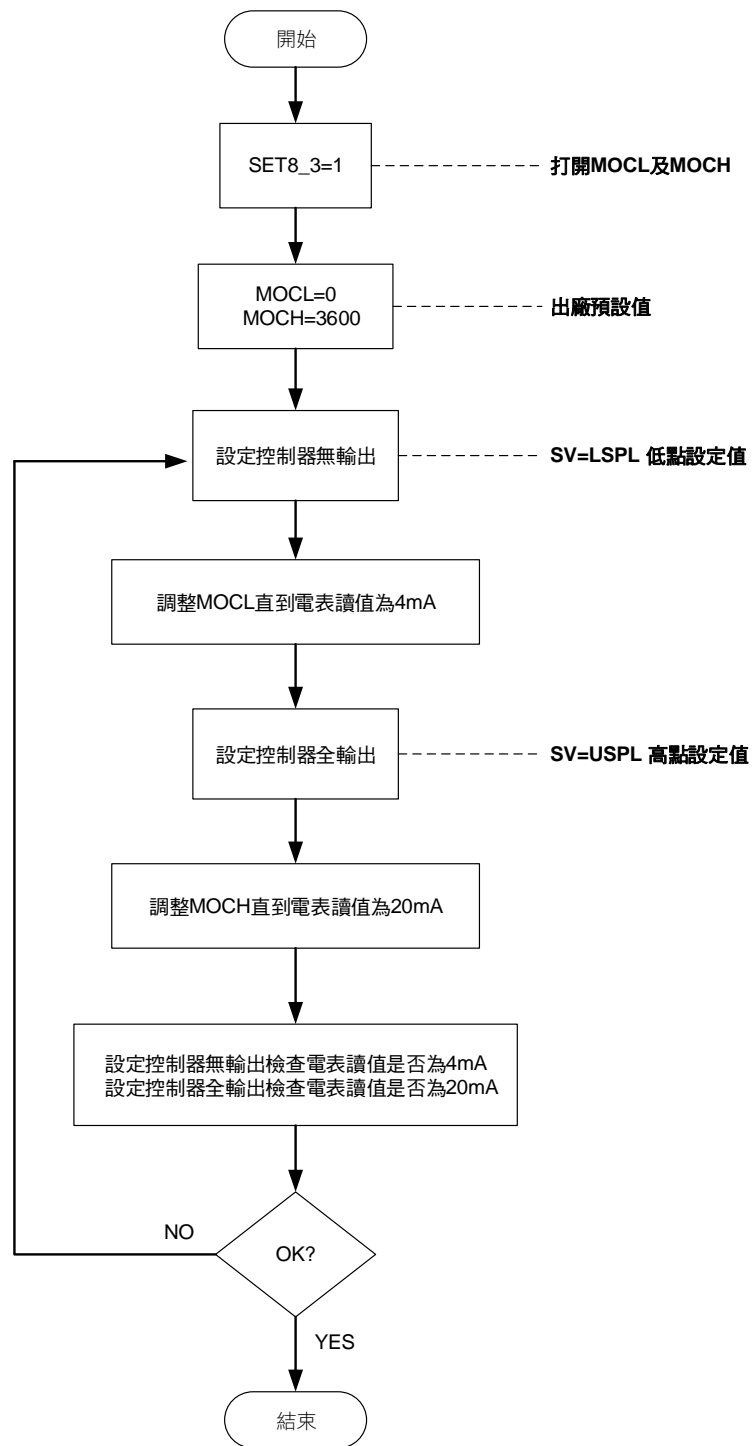 開始
SET8_3=1
打開MOCL及MOCH
MOCL=0
MOCH=3600
出廠預設值
設定控制器無輸出
SV=LSPL 低點設定值
調整MOCL直到電表讀值為4mA
設定控制器全輸出
SV=USPL 高點設定值
調整MOCH直到電表讀值為20mA
設定控制器無輸出檢查電表讀值是否為4mA
設定控制器全輸出檢查電表讀值是否為20mA
NO
OK?
YES
結束